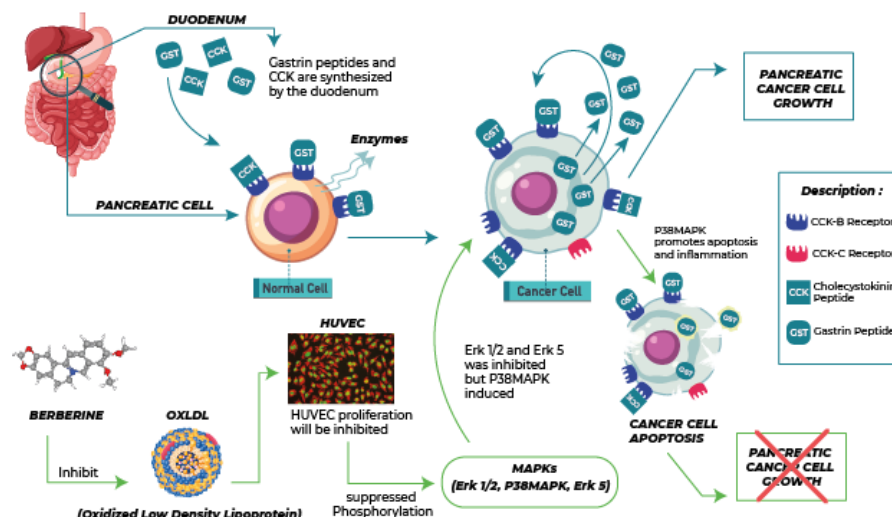 DUODENUM
GST
CCK
CCK
GST
Gastrin peptides and
CCK are synthesized
by the duodenum
PANCREATIC CELL
CCK
GST
GST
Enzymes
Normal Cell
GST
GST
GST
GST
GST
GST
GST
GST
GST
CCK
CCK
Cancer Cell
PANCREATIC
CANCER CELL
GROWTH
P38MAPK
promotes apoptosis
and inflammation
Description :
CCK-B Receptor
CCK-C Receptor
CCK
Cholecystokinin
Peptide
GST
Gastrin Peptide
BERBERINE
Inhibit
OXLDL
(Oxidized Low Density Lipoprotein)
HUVEC
HUVEC proliferation
will be inhibited
suppressed
Phosphorylation
MAPKs
(Erk 1/2, P38MAPK, Erk 5)
Erk 1/2 and Erk 5
was inhibited
but P38MAPK
induced
GST
GST
GST
GST
GST
CCK
CANCER CELL
APOPTOSIS
PANCREATIC
CANCER CELL
GROWTH